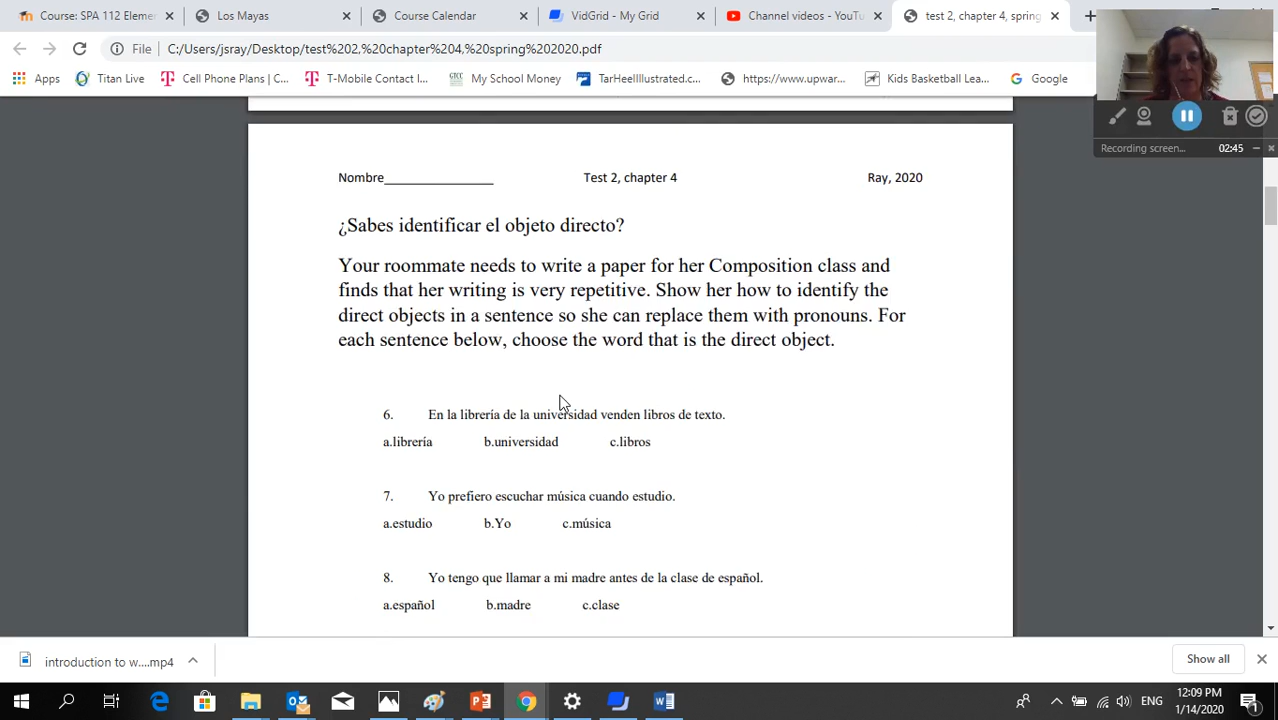 Course: SPA 112 Elemen
Los Mayas
Course Calendar
VidGrid - My Grid
Channel videos - YouTu
test 2, chapter 4, spring
File
C:/Users/jsray/Desktop/test%202,%20chapter%204,%20spring%202020.pdf
Apps
Titan Live
Cell Phone Plans | C...
T-Mobile Contact I...
My School Money
TarHeelIllustrated.c...
https://www.upwar...
Kids Basketball Lea...
Google
Recording screen...
02:45
Nombre_______________
Test 2, chapter 4
Ray, 2020
¿Sabes identificar el objeto directo?
Your roommate needs to write a paper for her Composition class and
finds that her writing is very repetitive. Show her how to identify the
direct objects in a sentence so she can replace them with pronouns. For
each sentence below, choose the word that is the direct object.
6. En la librería de la universidad venden libros de texto.
a.librería b.universidad c.libros
7. Yo prefiero escuchar música cuando estudio.
a.estudio b.Yo c.música
8. Yo tengo que llamar a mi madre antes de la clase de español.
a.español b.madre c.clase
introduction to w....mp4
Show all
ENG
12:09 PM
1/14/2020